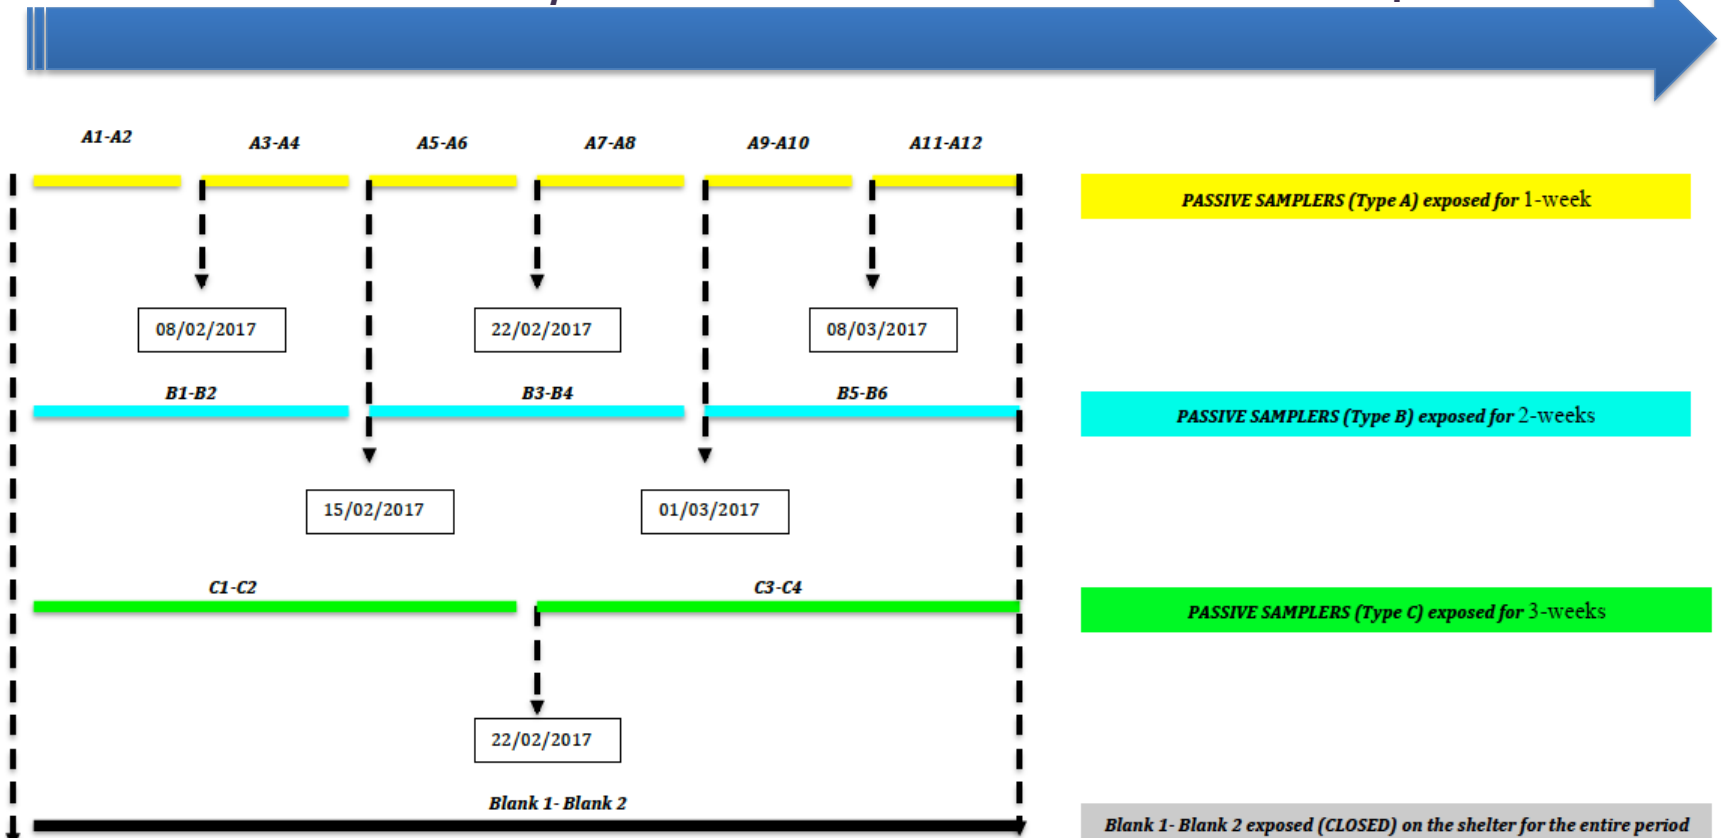 A1-A2
A3-A4
A5-A6
A7-A8
A9-A10
A11-A12
PASSIVE SAMPLERS (Type A) exposed for 1-week
08/02/2017
22/02/2017
08/03/2017
B1-B2
B3-B4
B5-B6
PASSIVE SAMPLERS (Type B) exposed for 2-weeks
15/02/2017
01/03/2017
C1-C2
C3-C4
PASSIVE SAMPLERS (Type C) exposed for 3-weeks
22/02/2017
Blank 1- Blank 2
Blank 1- Blank 2 exposed (CLOSED) on the shelter for the entire period